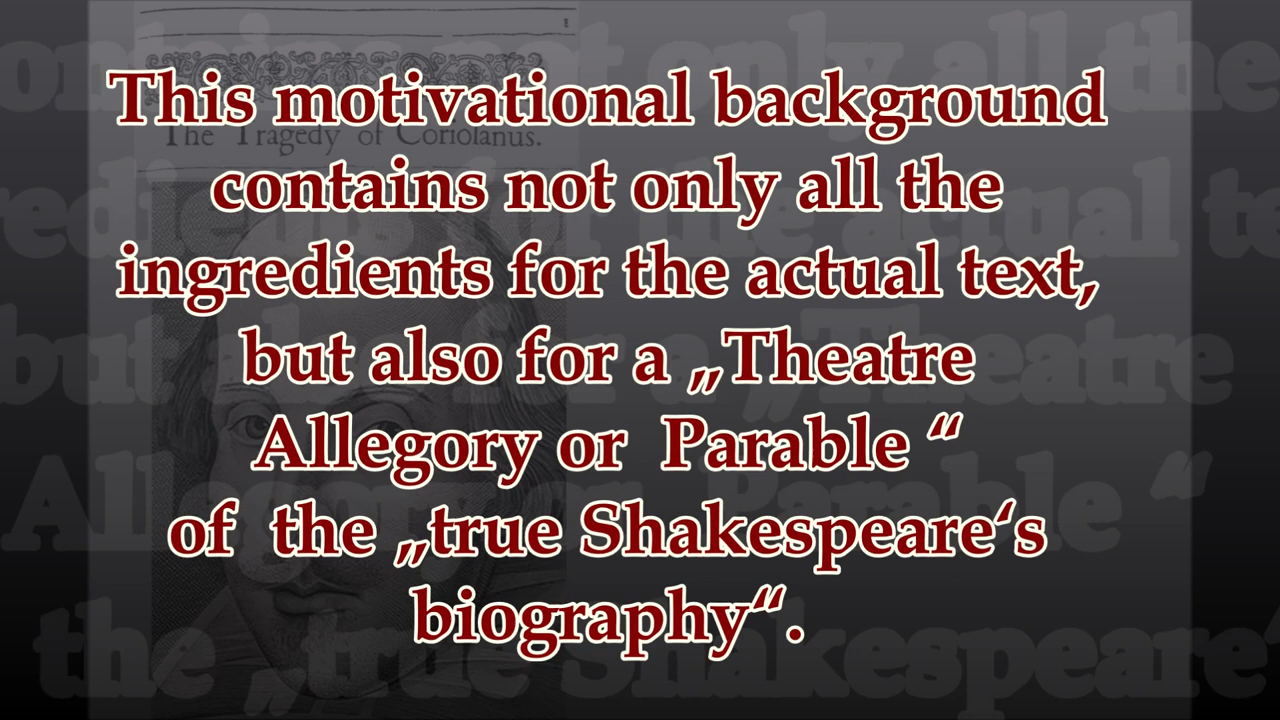 The Tragedy of Coriolanus.
This motivational background
contains not only all the
ingredients for the actual text,
but also for a „Theatre
Allegory or Parable “
of the „true Shakespeare‘s
biography“.